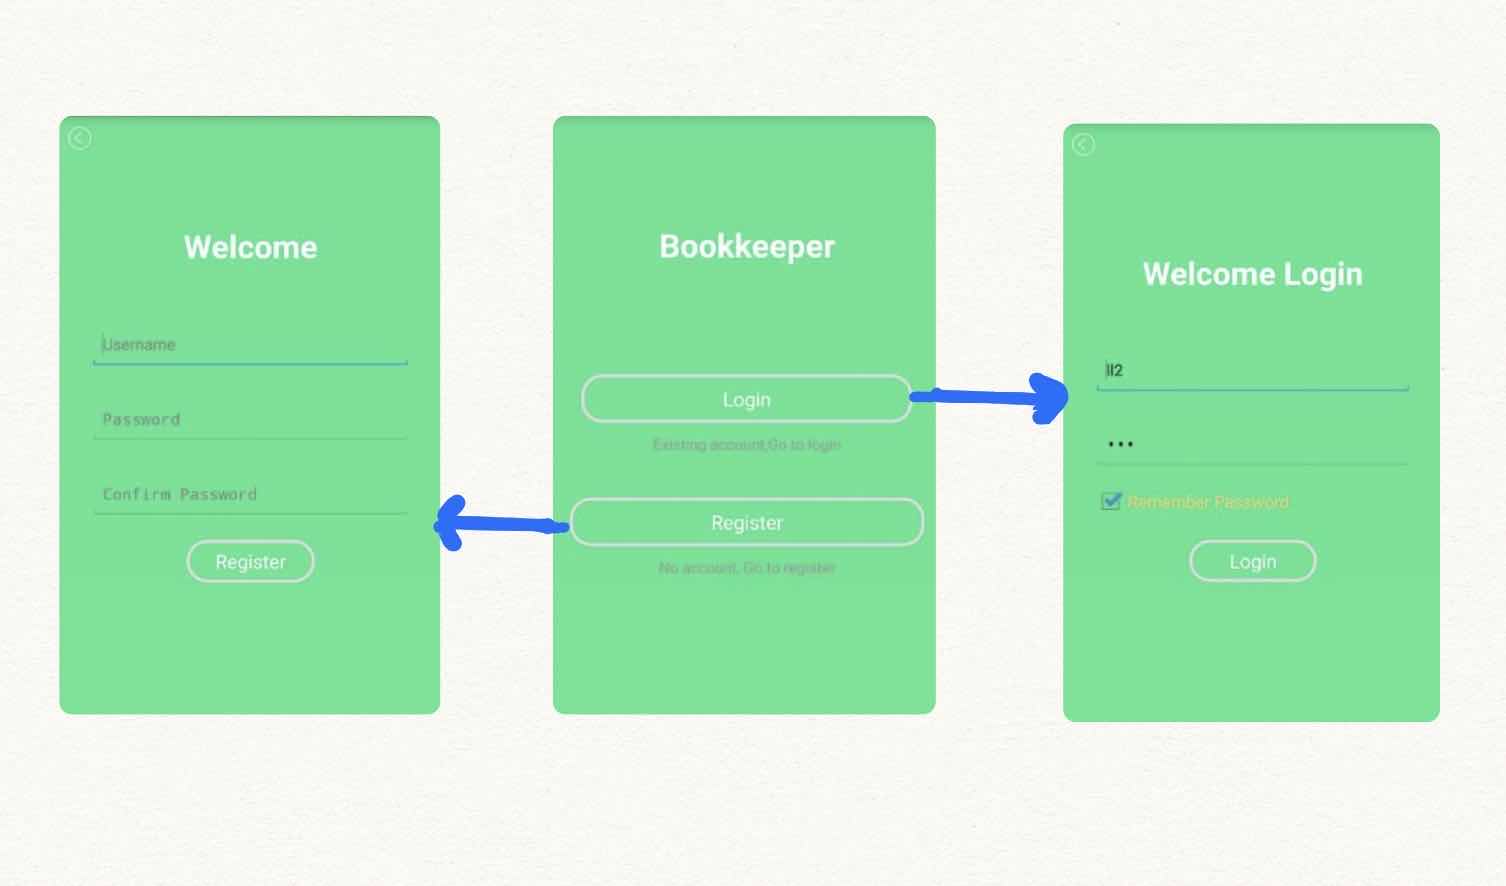 Welcome
Username
Password
Confirm Password
Register
Bookkeeper
Login
Existing account,Go to login
Register
No account, Go to register
Welcome Login
ll2
Remember Password
Login